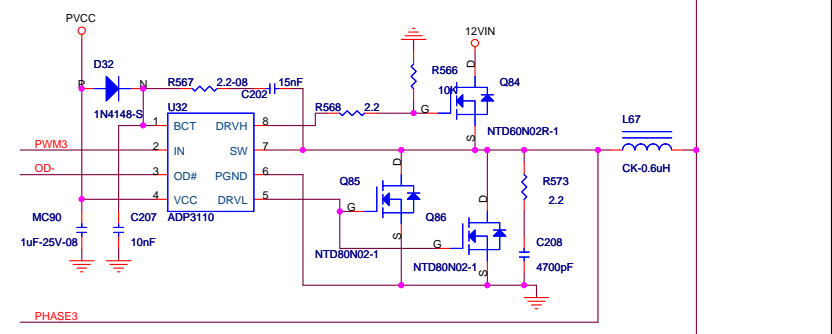 PVCC
12VIN
D32
P
N
R567
2.2-08
15nF
C202
R566
10K
D
Q84
1N4148-S
U32
R568
2.2
G
L67
1
BCT
DRVH
8
NTD60N02R-1
PWM3
2
IN
SW
7
S
OD-
3
OD#
PGND
6
D
CK-0.6uH
4
VCC
DRVL
5
Q85
R573
2.2
MC90
C207
ADP3110
G
Q86
D
1uF-25V-08
10nF
S
G
C208
NTD80N02-1
NTD80N02-1
S
4700pF
PHASE3